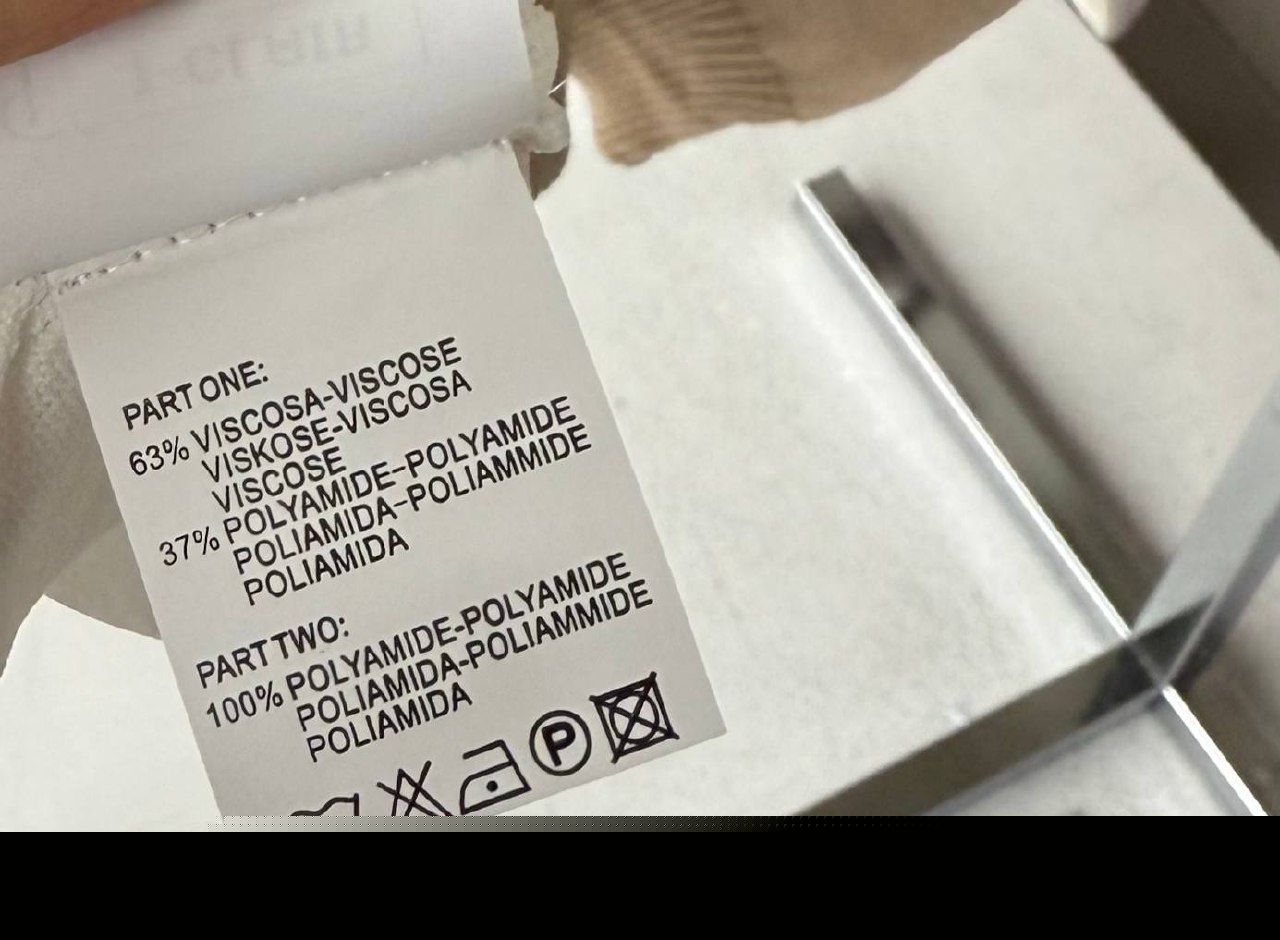 PART ONE:
63% VISCOSA-VISCOSE
VISKOSE-VISCOSA
VISCOSE
37% POLYAMIDE-POLYAMIDE
POLIAMIDA-POLIAMMIDE
POLIAMIDA
PART TWO:
100% POLYAMIDE-POLYAMIDE
POLIAMIDA-POLIAMMIDE
POLIAMIDA
P